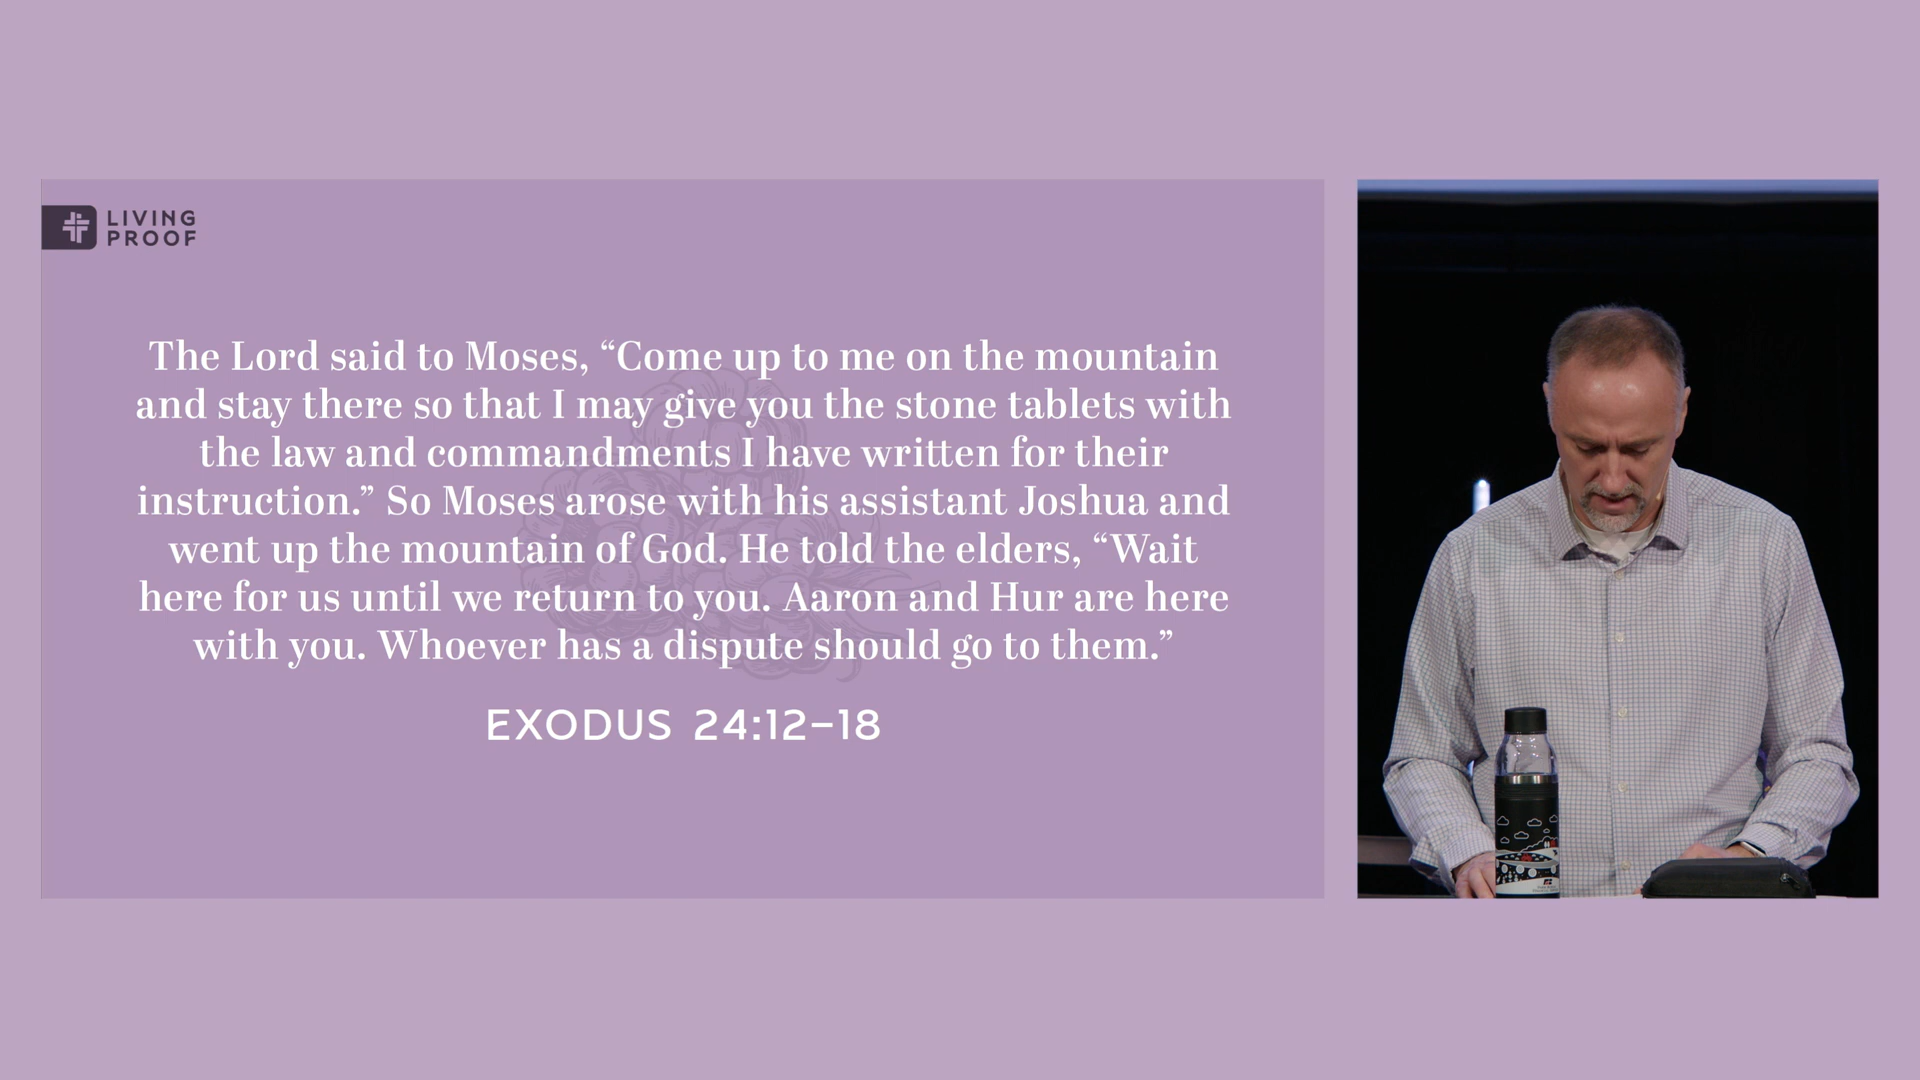 LIVING
PROOF
The Lord said to Moses, “Come up to me on the mountain
and stay there so that I may give you the stone tablets with
the law and commandments I have written for their
instruction.” So Moses arose with his assistant Joshua and
went up the mountain of God. He told the elders, “Wait
here for us until we return to you. Aaron and Hur are here
with you. Whoever has a dispute should go to them.”
EXODUS 24:12–18